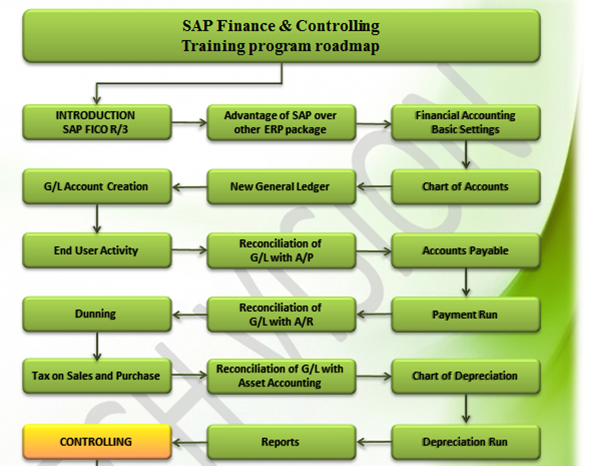 SAP Finance & Controlling
Training program roadmap
INTRODUCTION
SAP FICO R/3
Advantage of SAP over
other ERP package
Financial Accounting
Basic Settings
G/L Account Creation
New General Ledger
Chart of Accounts
End User Activity
Reconciliation of
G/L with A/P
Accounts Payable
Dunning
Reconciliation of
G/L with A/R
Payment Run
Tax on Sales and Purchase
Reconciliation of G/L with
Asset Accounting
Chart of Depreciation
CONTROLLING
Reports
Depreciation Run
VISION